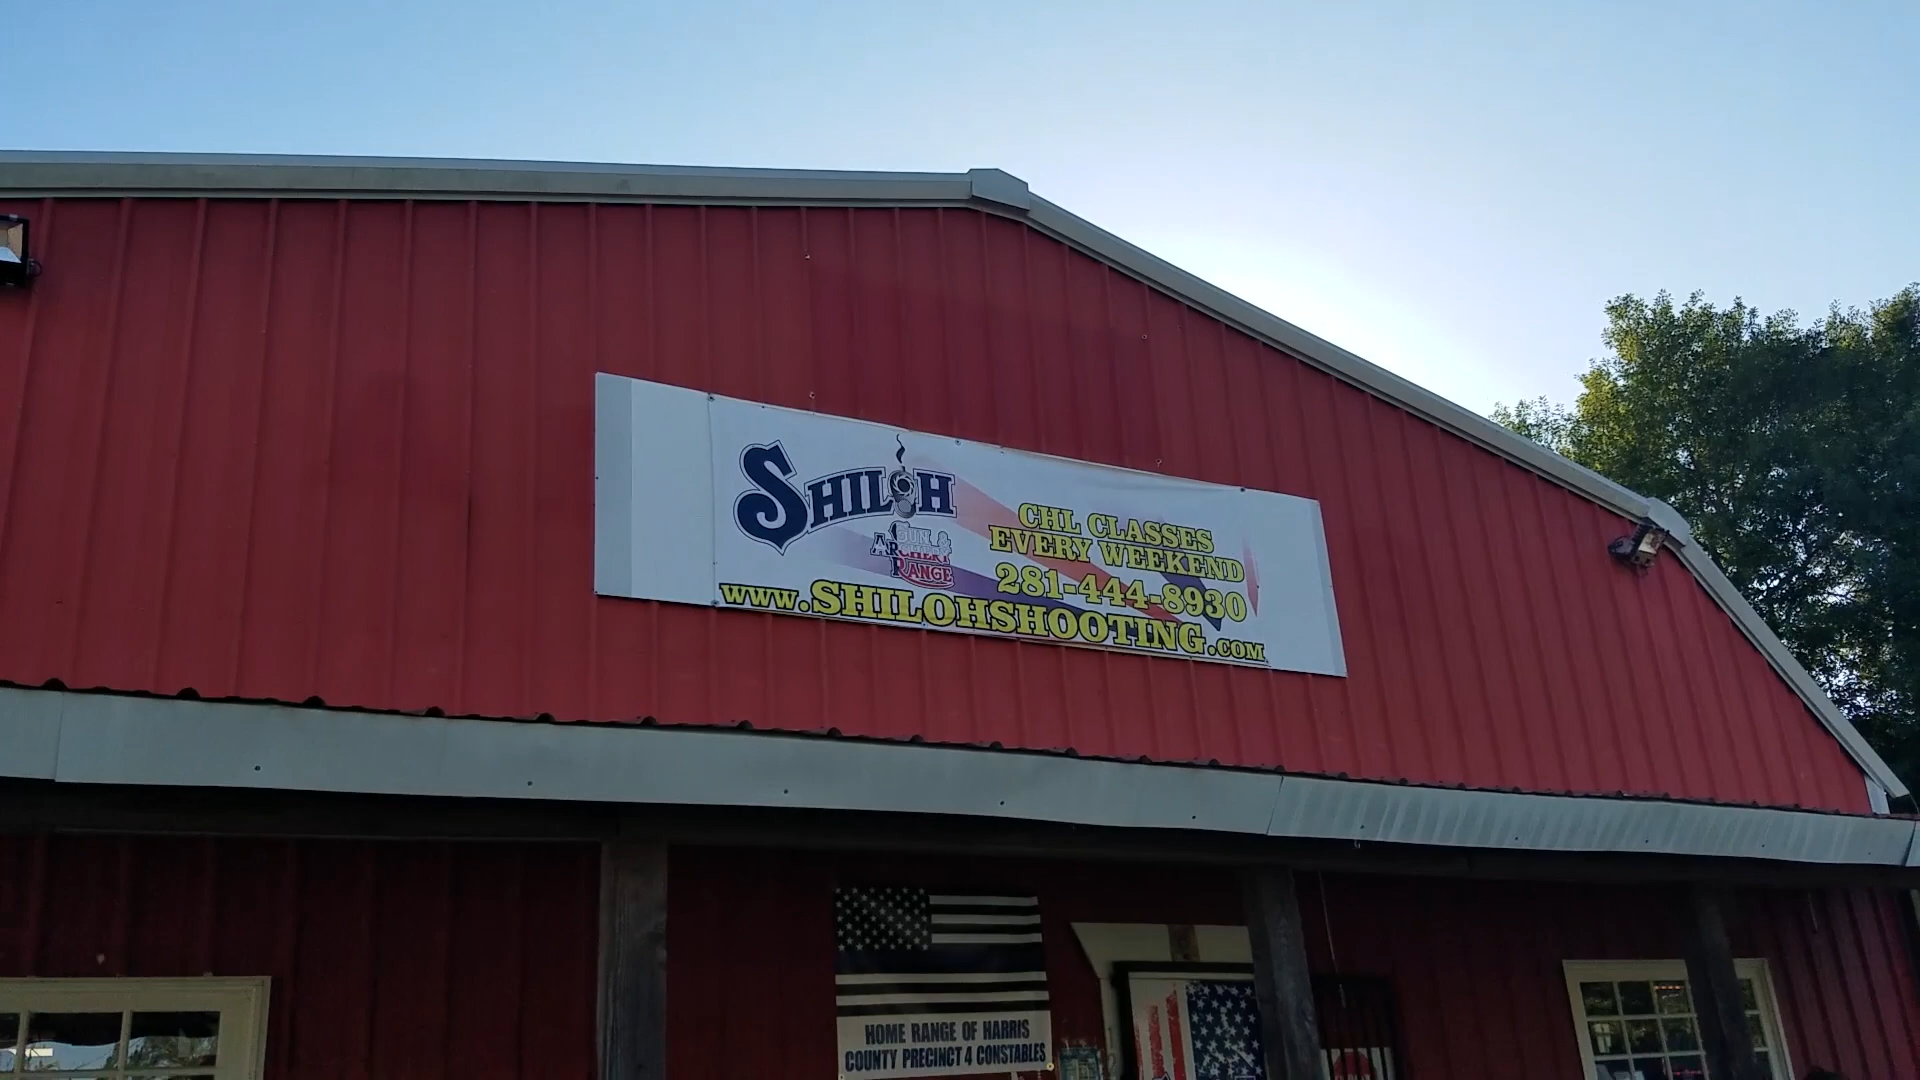 SHILOH
GUN &
ARCHERY
RANGE
CHL CLASSES
EVERY WEEKEND
281-444-8930
www.SHILOHSHOOTING.com
HOME RANGE OF HARRIS
COUNTY PRECINCT 4 CONSTABLES